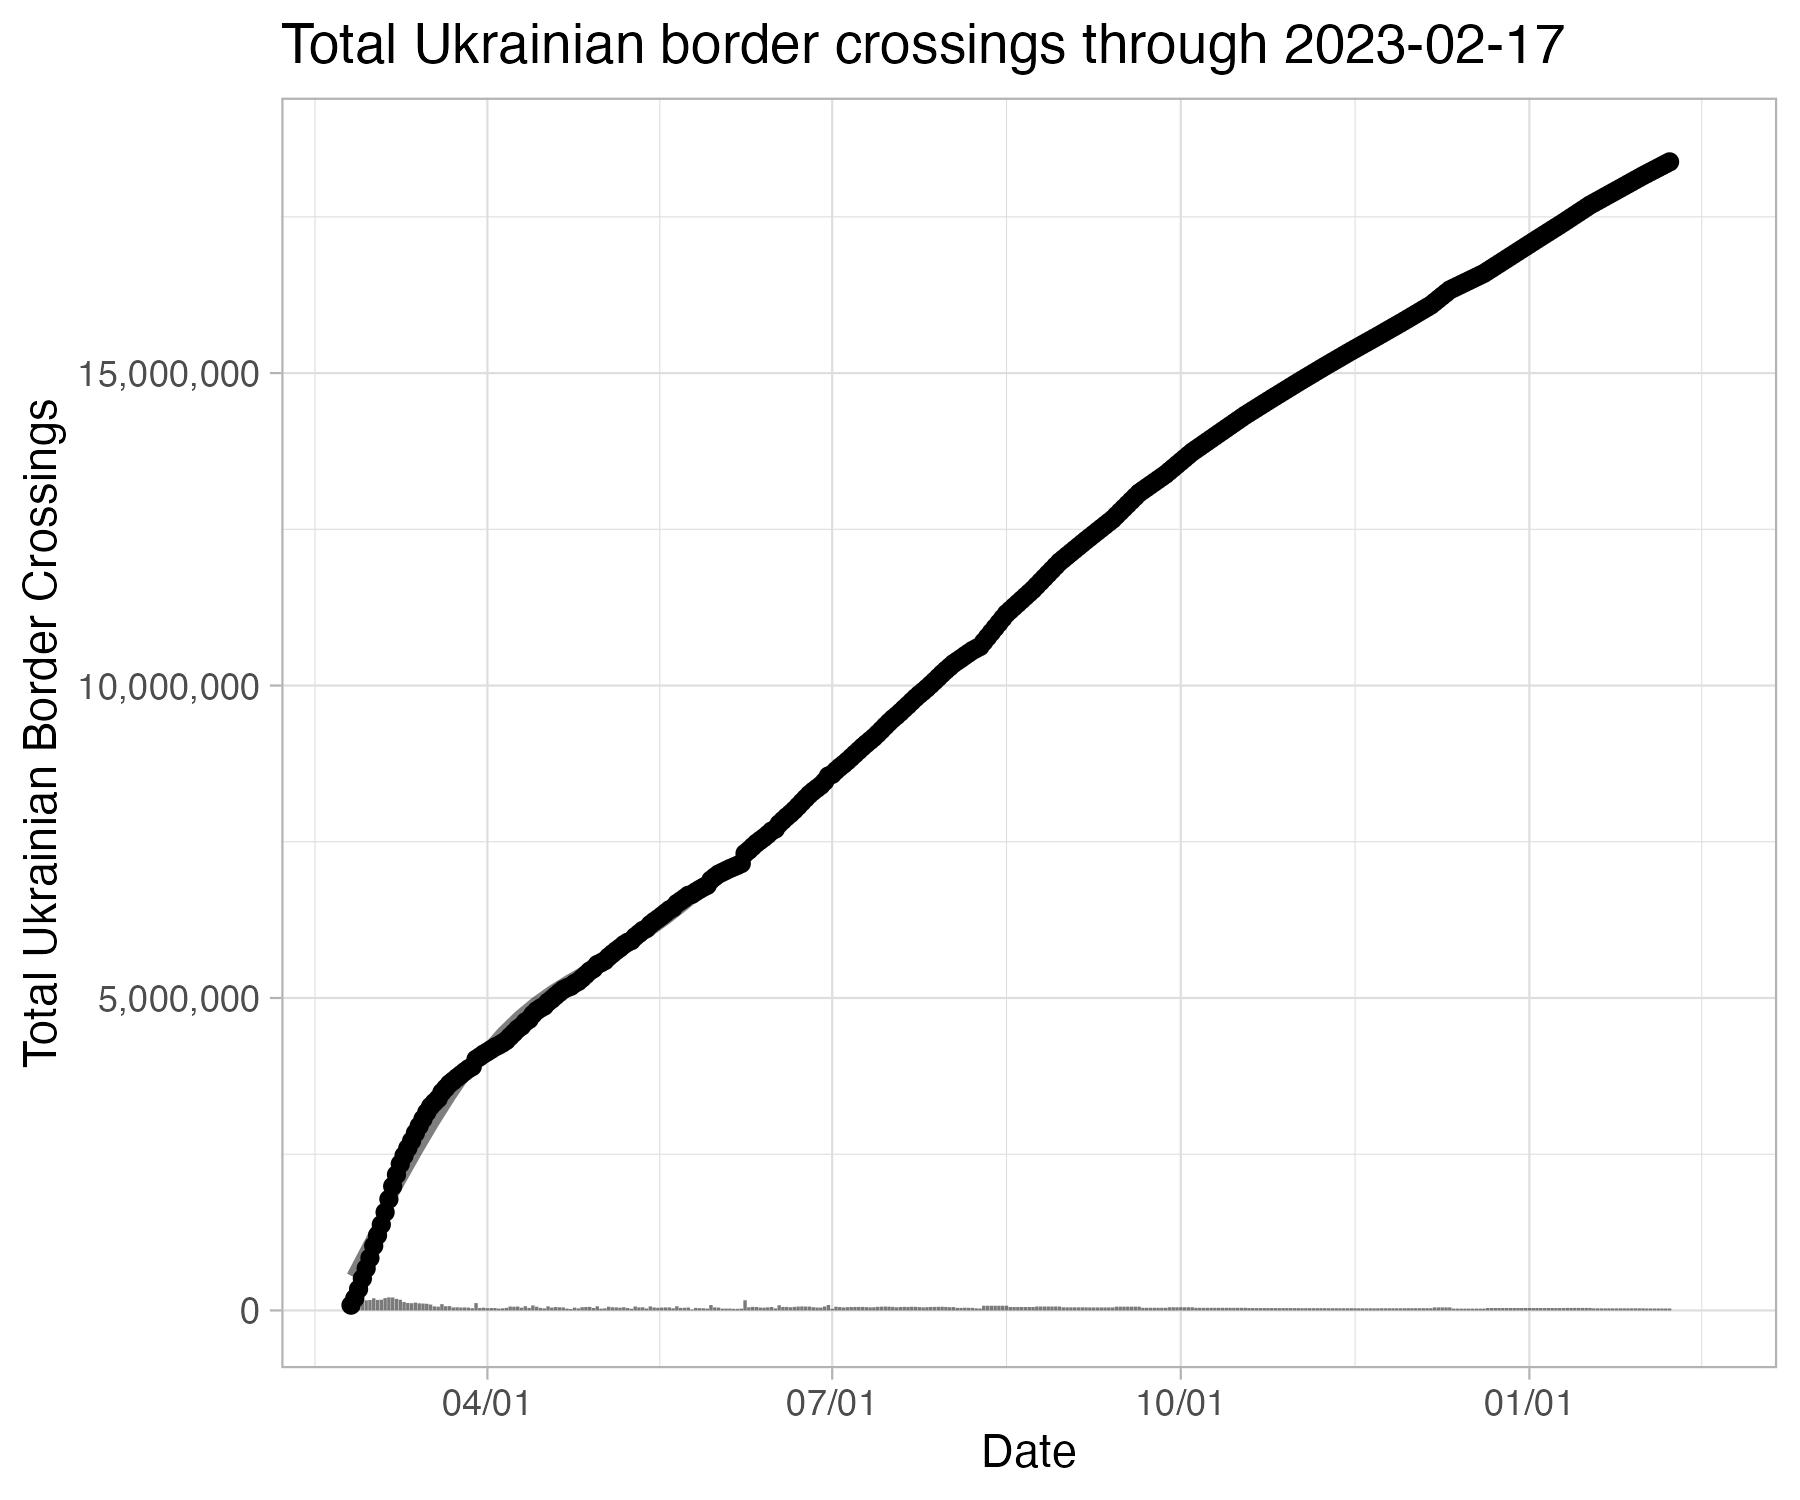 Total Ukrainian border crossings through 2023-02-17
Total Ukrainian Border Crossings
15,000,000
10,000,000
5,000,000
0
04/01
07/01
10/01
01/01
Date